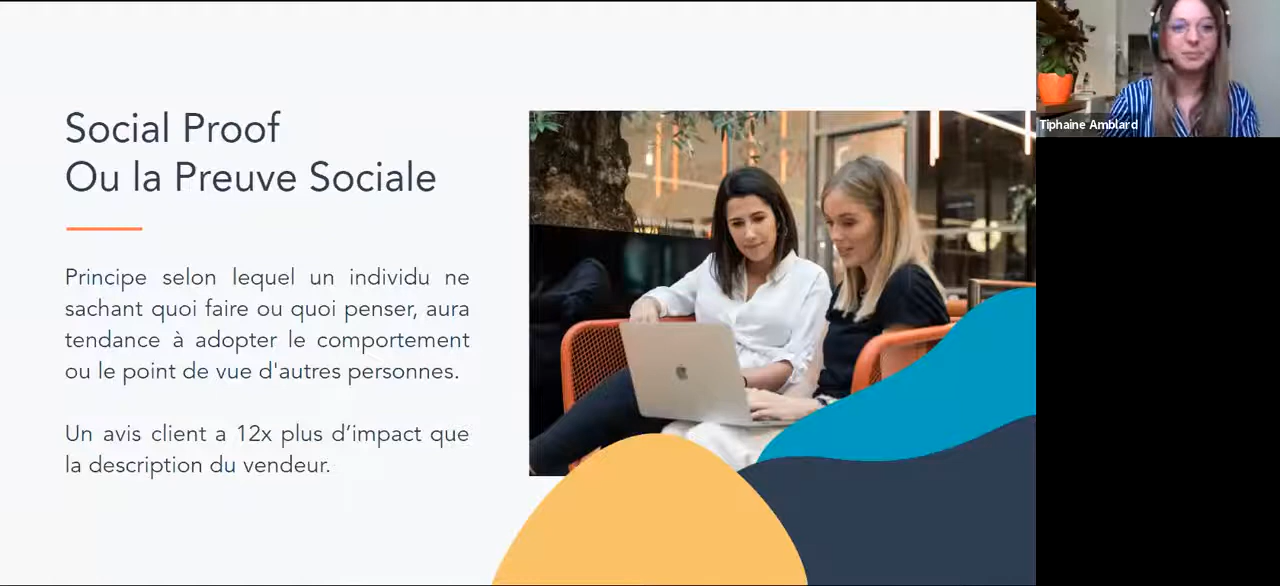 Social Proof
Ou la Preuve Sociale
Principe selon lequel un individu ne
sachant quoi faire ou quoi penser, aura
tendance à adopter le comportement
ou le point de vue d'autres personnes.
Un avis client a 12x plus d’impact que
la description du vendeur.
Tiphaine Amblard